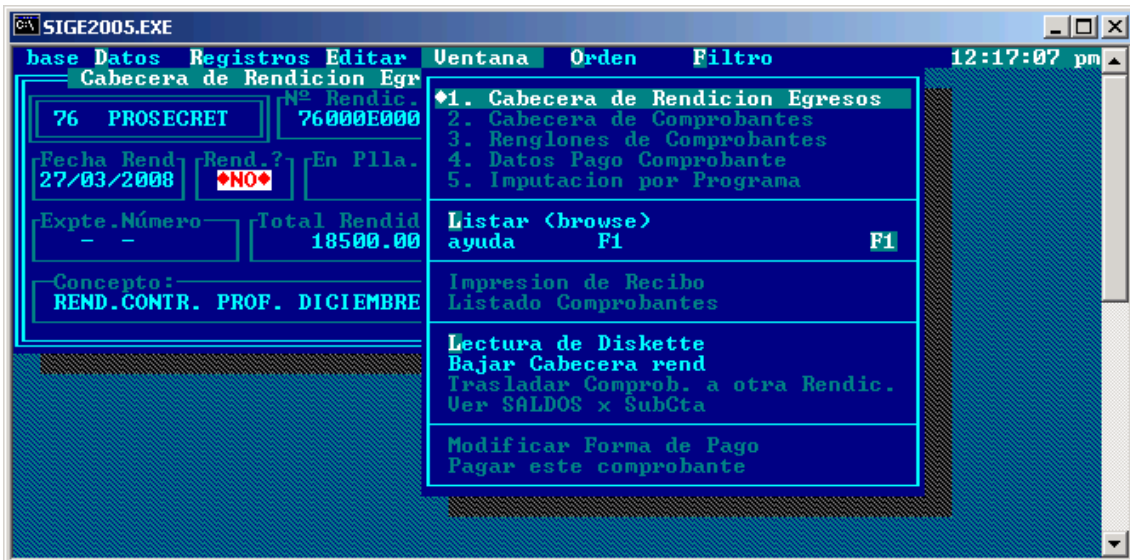 SIGE2005.EXE
base Datos Registros Editar Ventana Orden Filtro 12:17:07 pm
Cabecera de Rendicion Egr
Nº Rendic.
76 PROSECRET 76000E000
Fecha Rend Rend.? En Plla.
27/03/2008 ♦NO♦
Expte.Número Total Rendid
- - 18500.00
Concepto:
REND.CONTR. PROF. DICIEMBRE
♦1. Cabecera de Rendicion Egresos
2. Cabecera de Comprobantes
3. Renglones de Comprobantes
4. Datos Pago Comprobante
5. Imputacion por Programa
Listar (browse)
ayuda F1 F1
Impresion de Recibo
Listado Comprobantes
Lectura de Diskette
Bajar Cabecera rend
Trasladar Comprob. a otra Rendic.
Ver SALDOS x SubCta
Modificar Forma de Pago
Pagar este comprobante